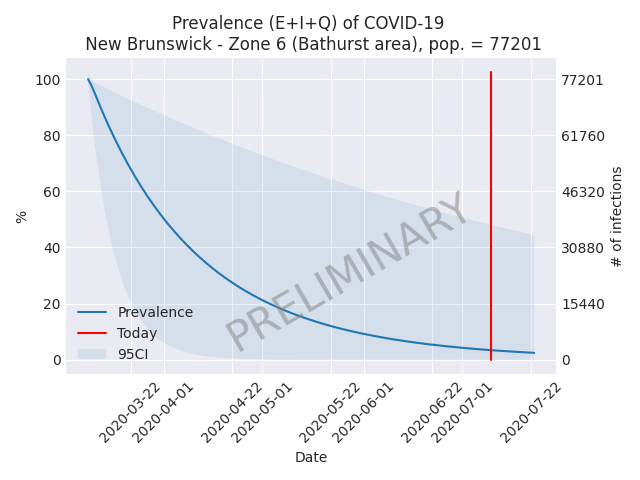 Prevalence (E+I+Q) of COVID-19
New Brunswick - Zone 6 (Bathurst area), pop. = 77201
100
80
60
40
20
0
%
77201
61760
46320
30880
15440
0
# of infections
PRELIMINARY
Prevalence
Today
95CI
2020-03-22
2020-04-01
2020-04-22
2020-05-01
2020-05-22
2020-06-01
2020-06-22
2020-07-01
2020-07-22
Date